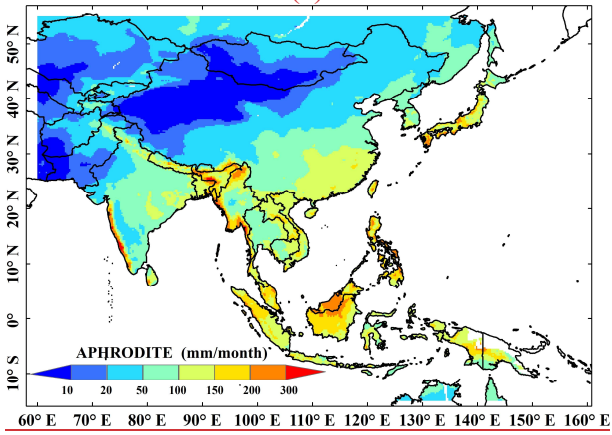 50° N
40° N
30° N
20° N
10° N
0°
10° S
APHRODITE (mm/month)
10 20 50 100 150 200 300
60° E 70° E 80° E 90° E 100° E 110° E 120° E 130° E 140° E 150° E 160° E